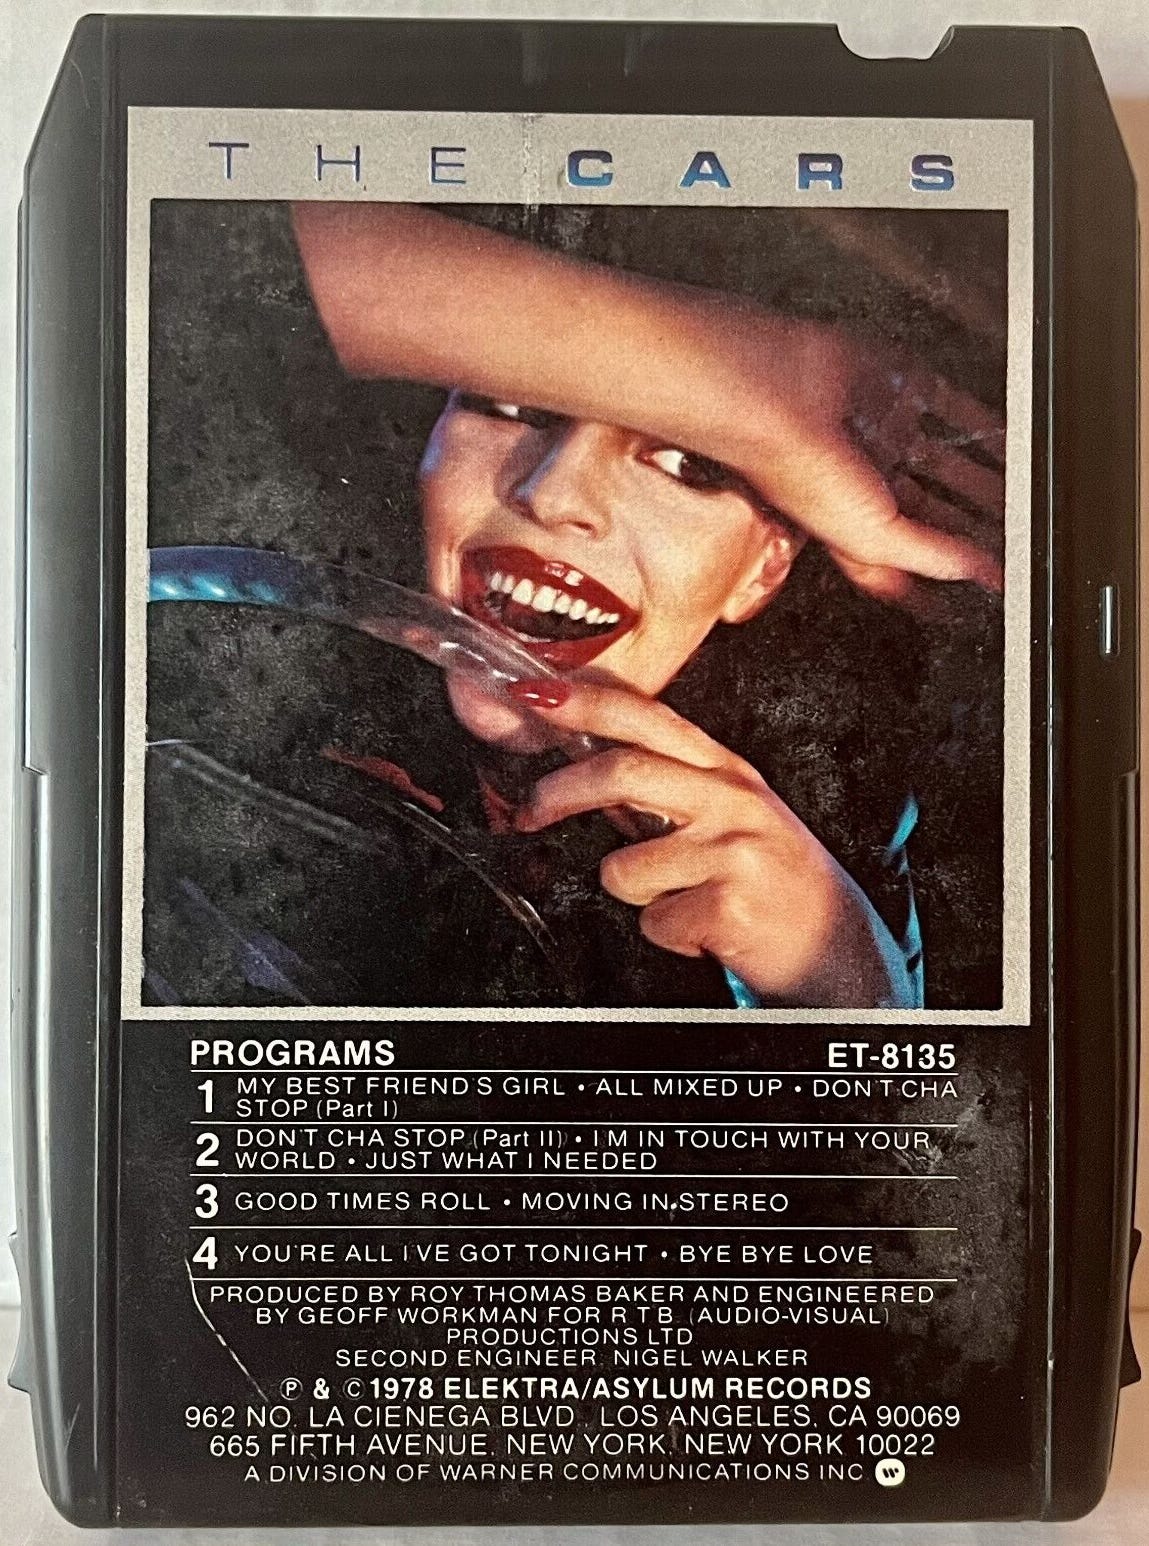 THE CARS
PROGRAMS ET-8135
1 MY BEST FRIEND'S GIRL • ALL MIXED UP • DON'T CHA
STOP (Part I)
2 DON'T CHA STOP (Part II) • I'M IN TOUCH WITH YOUR
WORLD • JUST WHAT I NEEDED
3 GOOD TIMES ROLL • MOVING IN STEREO
4 YOU'RE ALL I'VE GOT TONIGHT • BYE BYE LOVE
PRODUCED BY ROY THOMAS BAKER AND ENGINEERED
BY GEOFF WORKMAN FOR R.T.B. (AUDIO-VISUAL)
PRODUCTIONS LTD.
SECOND ENGINEER: NIGEL WALKER
℗ & © 1978 ELEKTRA/ASYLUM RECORDS
962 NO. LA CIENEGA BLVD., LOS ANGELES, CA 90069
665 FIFTH AVENUE, NEW YORK, NEW YORK 10022
A DIVISION OF WARNER COMMUNICATIONS INC.